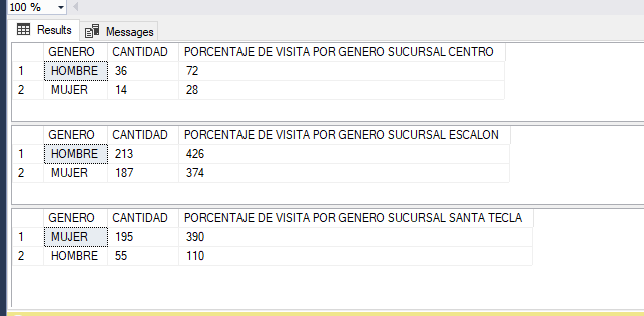 100 %
Results Messages
GENERO CANTIDAD PORCENTAJE DE VISITA POR GENERO SUCURSAL CENTRO
1 HOMBRE 36 72
2 MUJER 14 28
GENERO CANTIDAD PORCENTAJE DE VISITA POR GENERO SUCURSAL ESCALON
1 HOMBRE 213 426
2 MUJER 187 374
GENERO CANTIDAD PORCENTAJE DE VISITA POR GENERO SUCURSAL SANTA TECLA
1 MUJER 195 390
2 HOMBRE 55 110